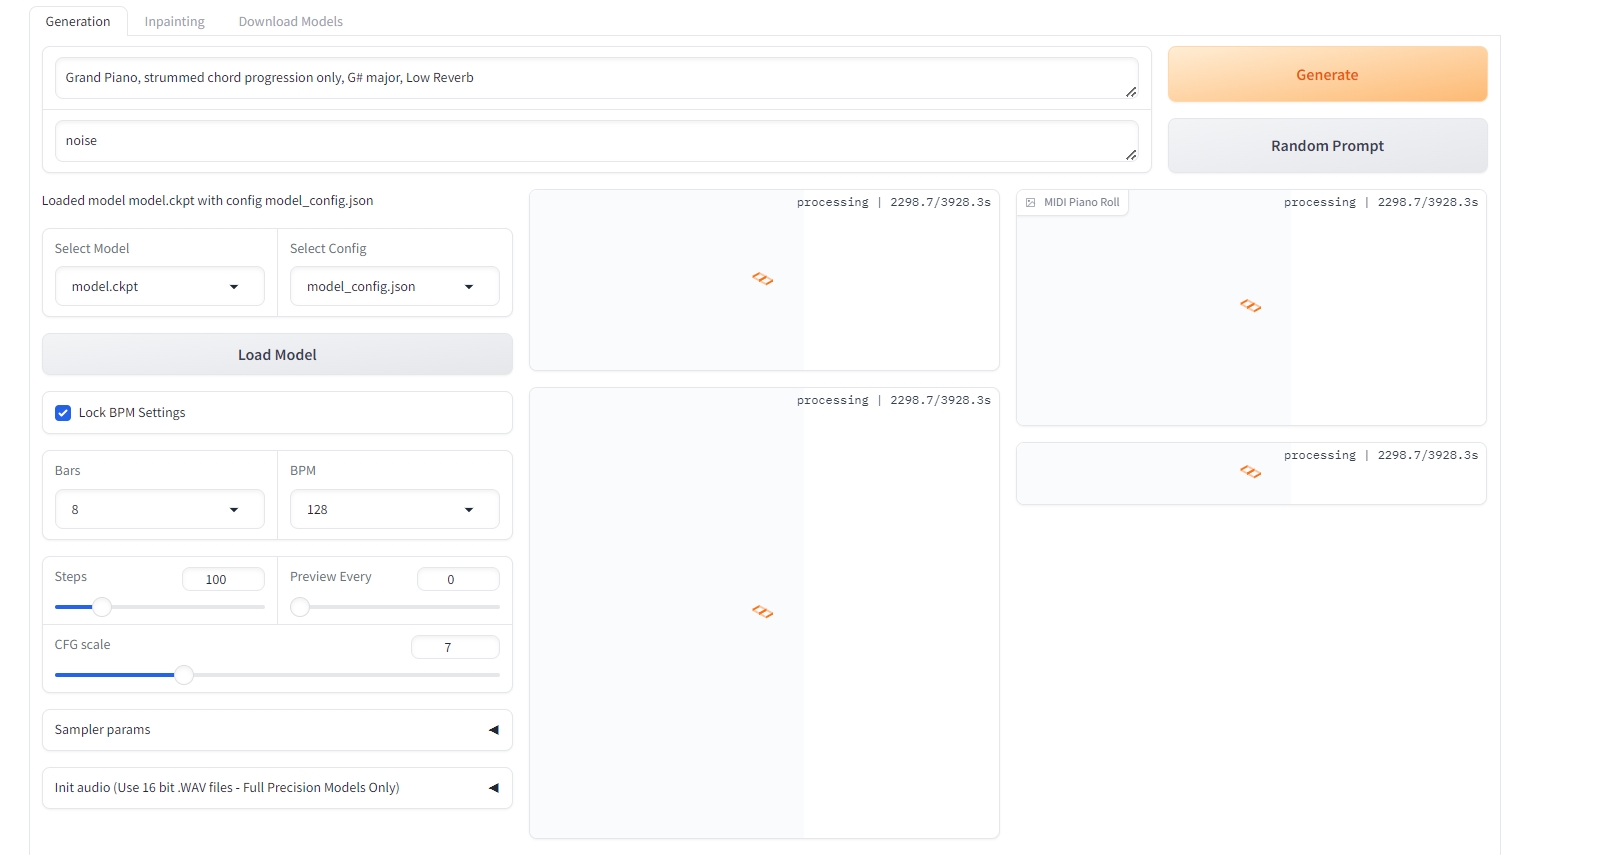 Generation
Inpainting
Download Models
Grand Piano, strummed chord progression only, G# major, Low Reverb
noise
Generate
Random Prompt
Loaded model model.ckpt with config model_config.json
Select Model
model.ckpt
Select Config
model_config.json
Load Model
Lock BPM Settings
Bars
8
BPM
128
Steps
100
Preview Every
0
CFG scale
7
Sampler params
Init audio (Use 16 bit .WAV files - Full Precision Models Only)
processing | 2298.7/3928.3s
processing | 2298.7/3928.3s
MIDI Piano Roll
processing | 2298.7/3928.3s
processing | 2298.7/3928.3s